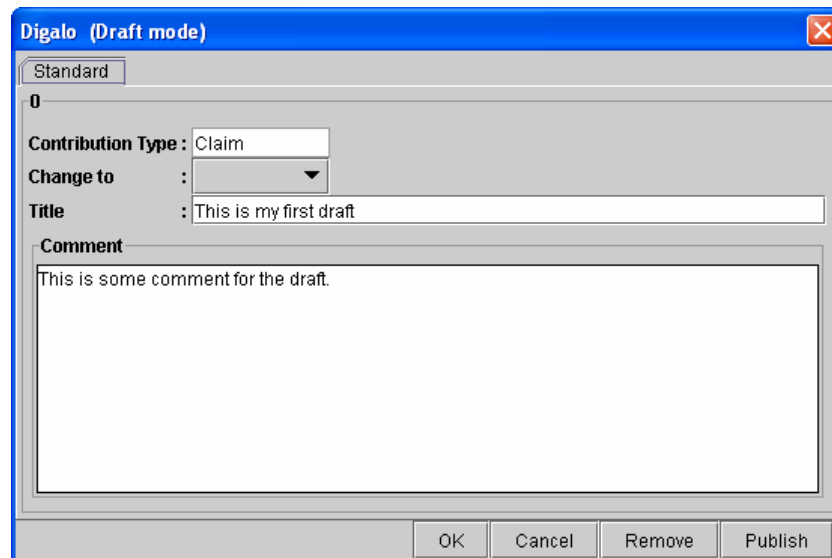 Digalo (Draft mode)
Standard
0
Contribution Type : Claim
Change to :
Title : This is my first draft
Comment
This is some comment for the draft.
OK Cancel Remove Publish